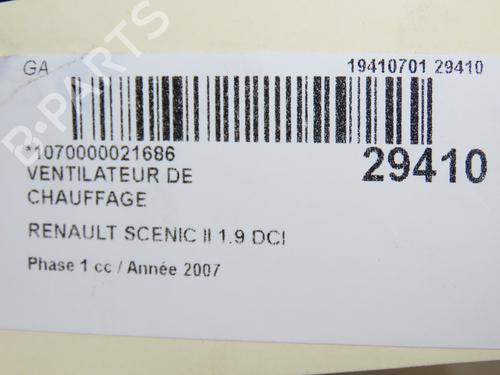 GA
19410701 29410
*1070000021686
29410
VENTILATEUR DE
CHAUFFAGE
RENAULT SCENIC II 1.9 DCI
Phase 1 cc / Année 2007
B-PARTS